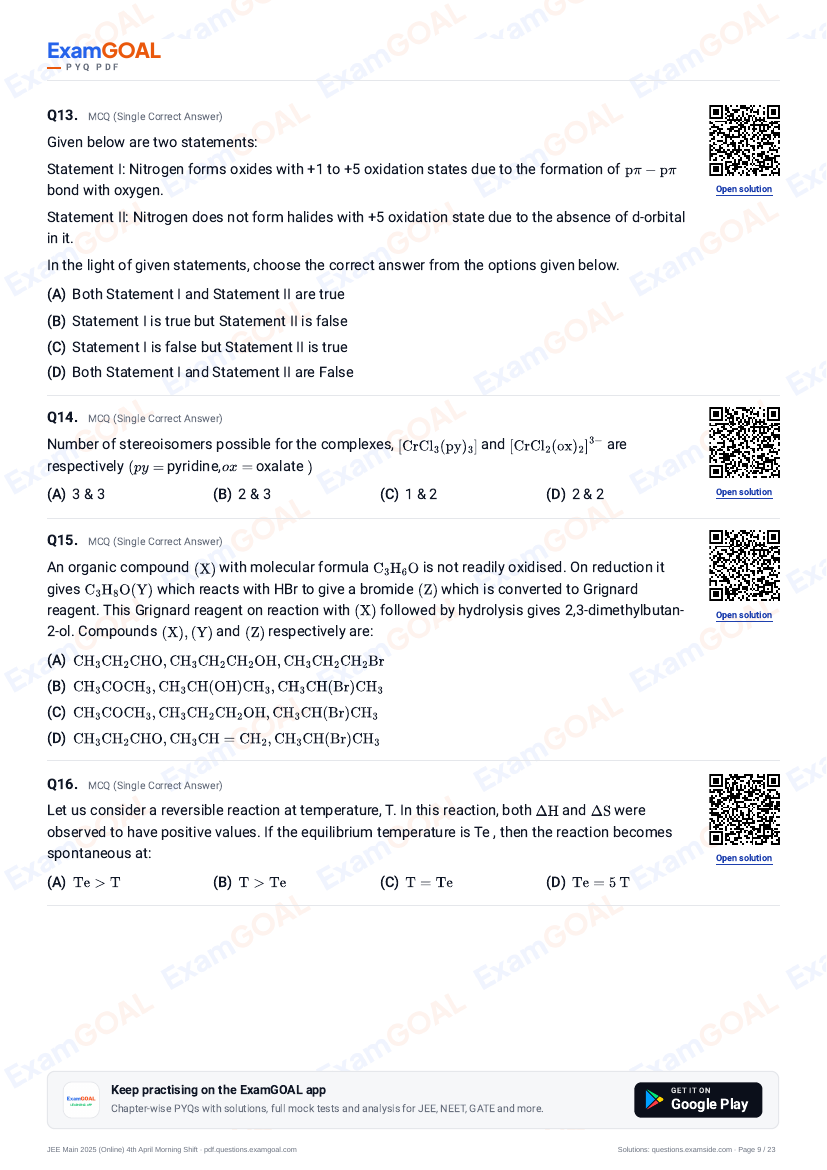 ExamGOAL
PYQ PDF
Q13. MCQ (Single Correct Answer)
Given below are two statements:
Statement I: Nitrogen forms oxides with +1 to +5 oxidation states due to the formation of pπ − pπ
bond with oxygen.
Statement II: Nitrogen does not form halides with +5 oxidation state due to the absence of d-orbital
in it.
In the light of given statements, choose the correct answer from the options given below.
(A) Both Statement I and Statement II are true
(B) Statement I is true but Statement II is false
(C) Statement I is false but Statement II is true
(D) Both Statement I and Statement II are False
Open solution
Q14. MCQ (Single Correct Answer)
Number of stereoisomers possible for the complexes, [CrCl₃(py)₃] and [CrCl₂(ox)₂]³⁻ are
respectively (py = pyridine,ox = oxalate )
(A) 3 & 3 (B) 2 & 3 (C) 1 & 2 (D) 2 & 2
Open solution
Q15. MCQ (Single Correct Answer)
An organic compound (X) with molecular formula C₃H₆O is not readily oxidised. On reduction it
gives C₃H₈O(Y) which reacts with HBr to give a bromide (Z) which is converted to Grignard
reagent. This Grignard reagent on reaction with (X) followed by hydrolysis gives 2,3-dimethylbutan-
2-ol. Compounds (X), (Y) and (Z) respectively are:
(A) CH₃CH₂CHO, CH₃CH₂CH₂OH, CH₃CH₂CH₂Br
(B) CH₃COCH₃, CH₃CH(OH)CH₃, CH₃CH(Br)CH₃
(C) CH₃COCH₃, CH₃CH₂CH₂OH, CH₃CH(Br)CH₃
(D) CH₃CH₂CHO, CH₃CH = CH₂, CH₃CH(Br)CH₃
Open solution
Q16. MCQ (Single Correct Answer)
Let us consider a reversible reaction at temperature, T. In this reaction, both ΔH and ΔS were
observed to have positive values. If the equilibrium temperature is Te , then the reaction becomes
spontaneous at:
(A) Te > T (B) T > Te (C) T = Te (D) Te = 5 T
Open solution
ExamGOAL
Keep practising on the ExamGOAL app
Chapter-wise PYQs with solutions, full mock tests and analysis for JEE, NEET, GATE and more.
GET IT ON
Google Play
JEE Main 2025 (Online) 4th April Morning Shift · pdf.questions.examgoal.com
Solutions: questions.examside.com · Page 9 / 23